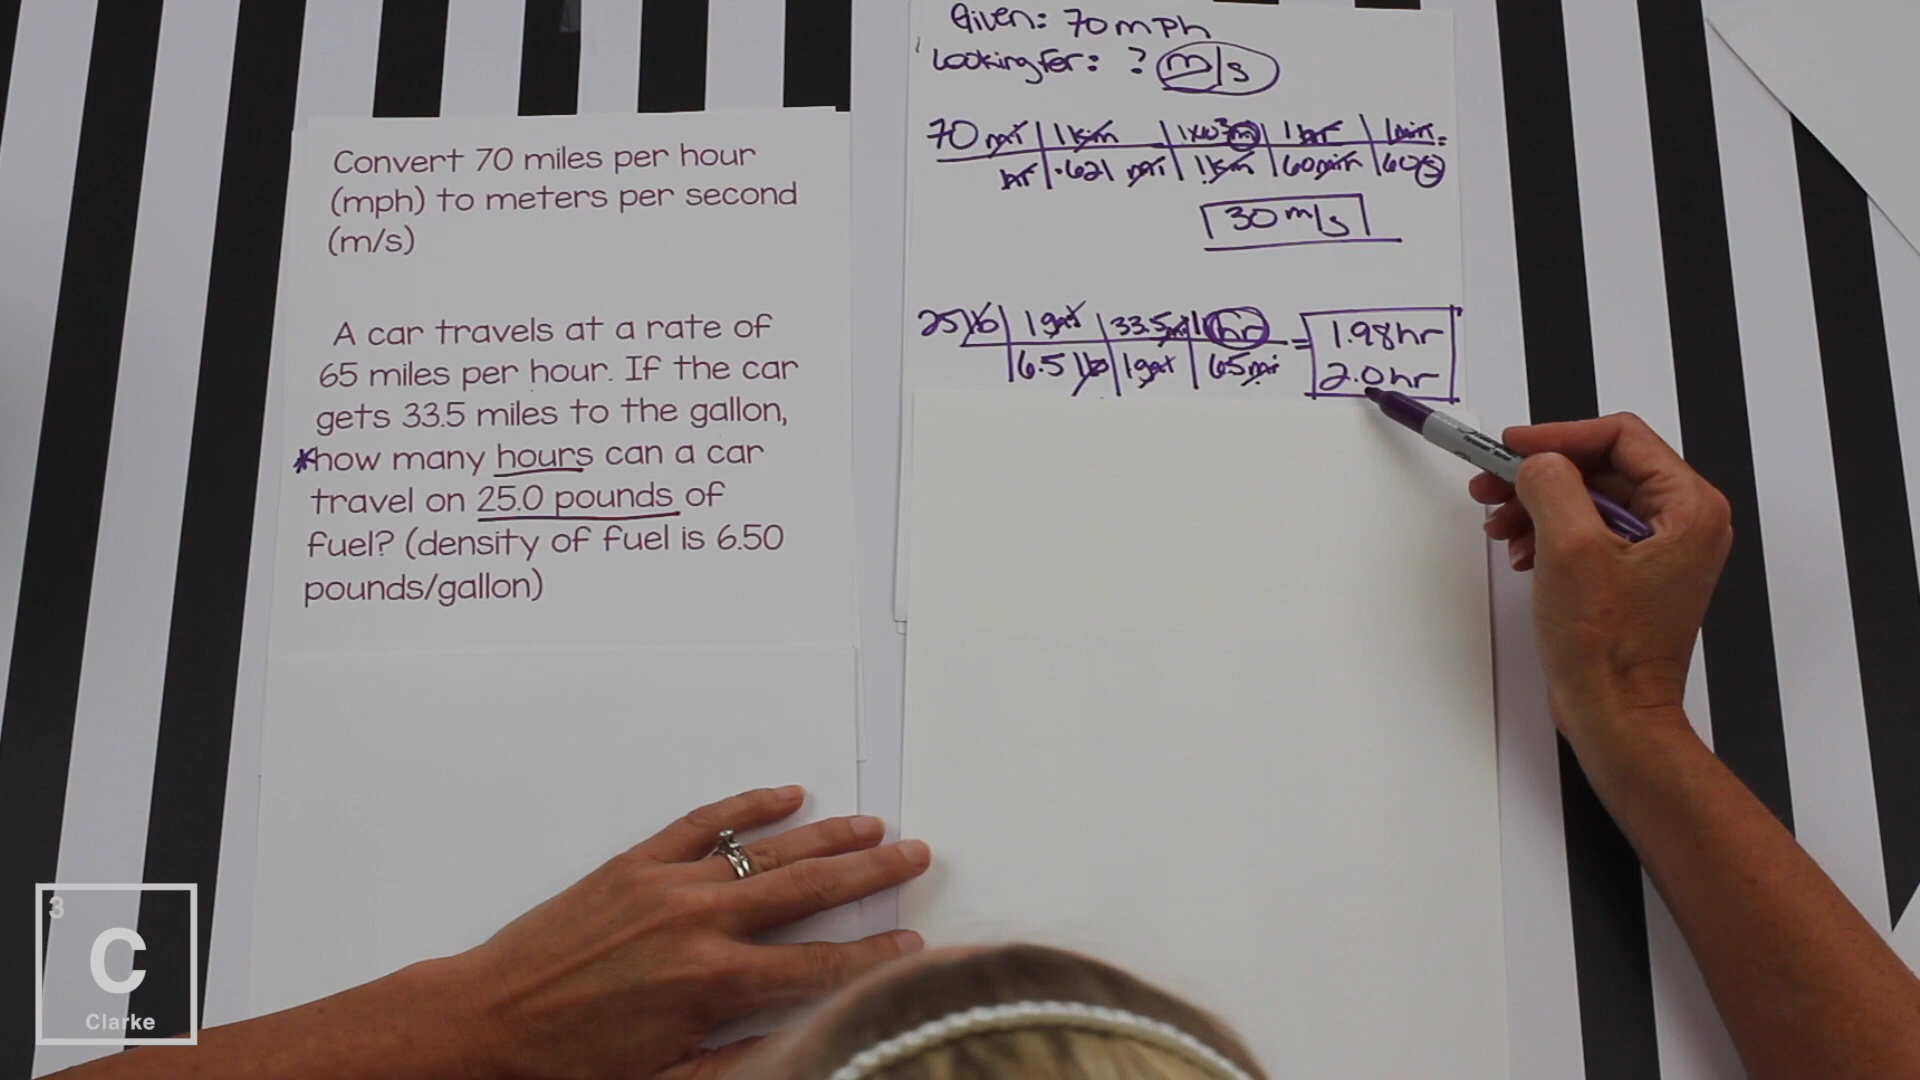 Convert 70 miles per hour
(mph) to meters per second
(m/s)
A car travels at a rate of
65 miles per hour. If the car
gets 33.5 miles to the gallon,
*how many hours can a car
travel on 25.0 pounds of
fuel? (density of fuel is 6.50
pounds/gallon)
Given: 70 mph
Looking for: ? m/s
70 mi | 1 km | 1x10³ m | 1 hr | 1 min =
hr | .621 mi | 1 km | 60 min | 60 s
30 m/s
25 lb | 1 gal | 33.5 mi | 1 hr = 1.98 hr
6.5 lb | 1 gal | 65 mi 2.0 hr
3
C
Clarke